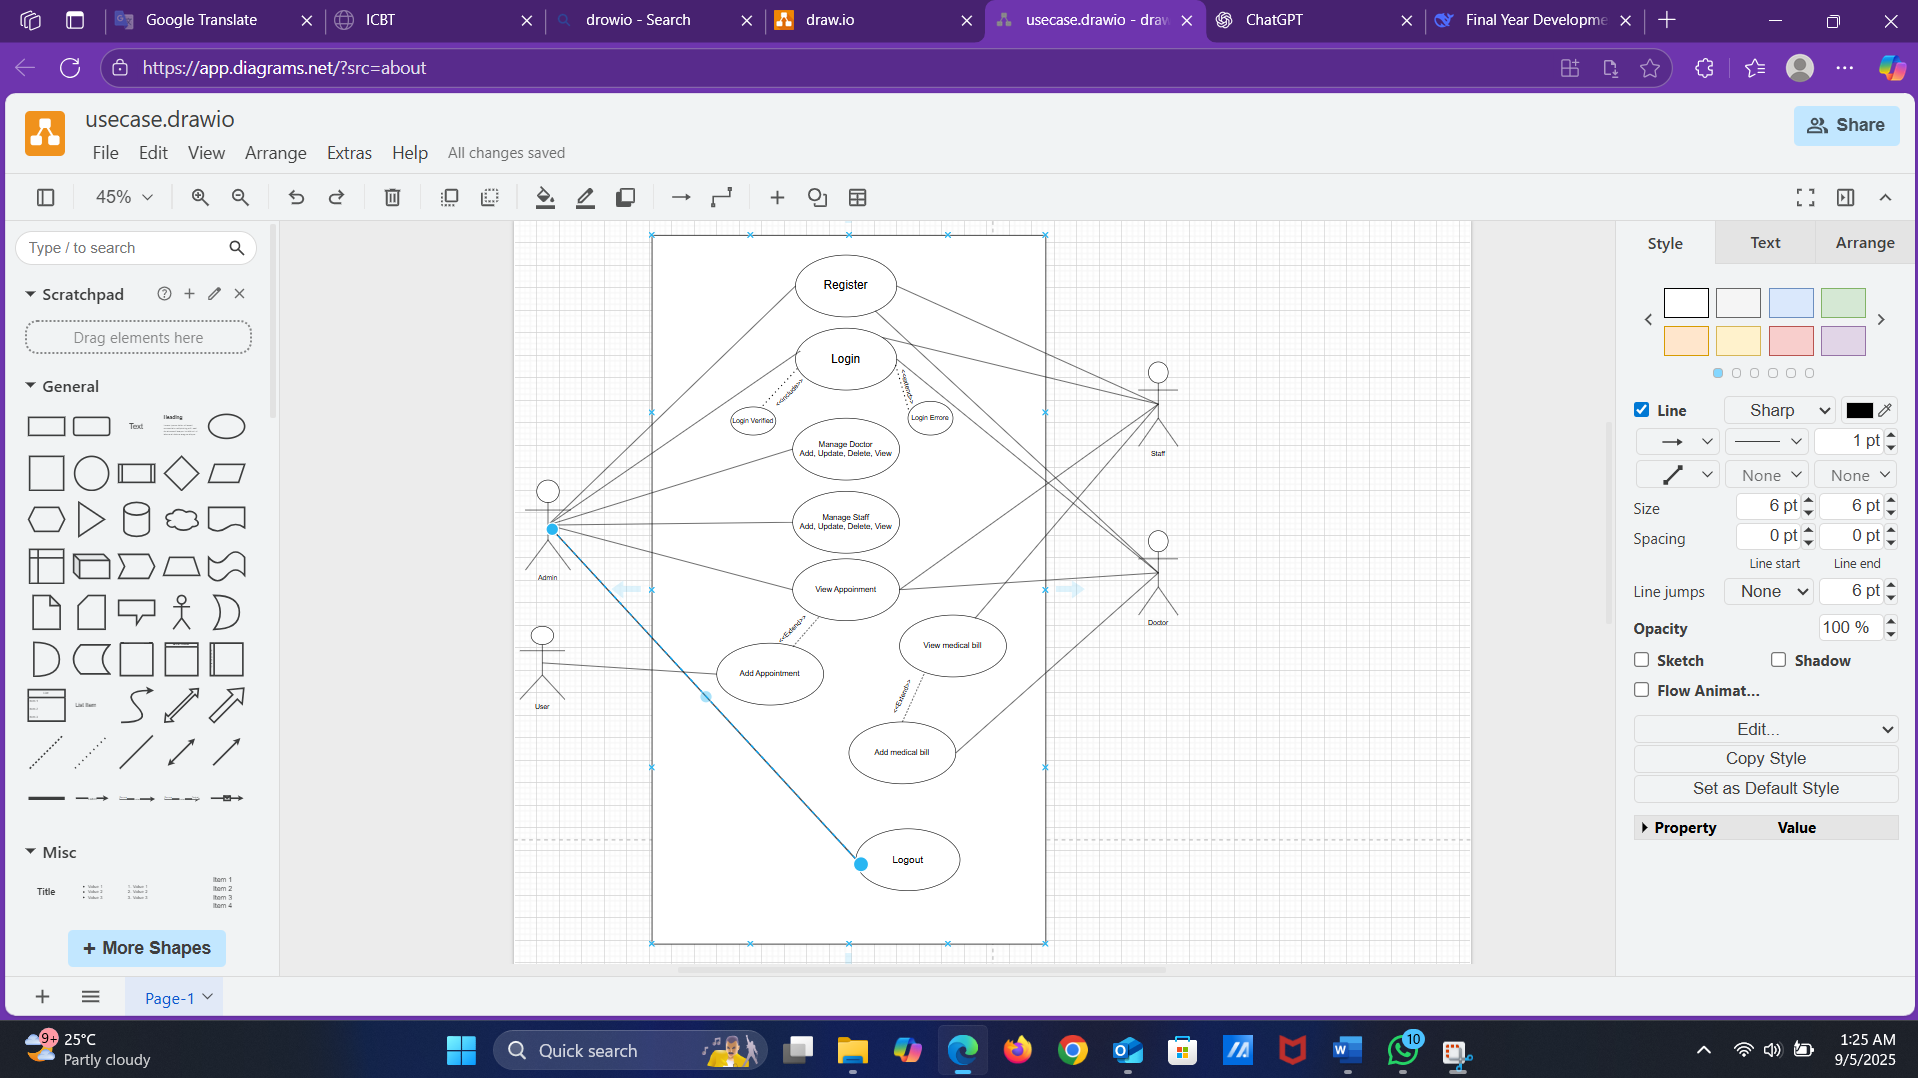 Google Translate
ICBT
drowio - Search
draw.io
usecase.drawio - draw
ChatGPT
Final Year Developme
https://app.diagrams.net/?src=about
usecase.drawio
Share
File Edit View Arrange Extras Help All changes saved
45%
Type / to search
Style Text Arrange
Scratchpad
Drag elements here
General
Heading
Text
List Item
Misc
Title
Item 1
Item 2
Item 3
Item 4
+ More Shapes
Register
Login
<<include>>
<<extend>>
Login Verified
Login Errore
Manage Doctor
Add, Update, Delete, View
Staff
Manage Staff
Add, Update, Delete, View
Admin
View Appoinment
Doctor
<<Extend>>
View medical bill
Add Appointment
User
<<Extend>>
Add medical bill
Logout
Line Sharp
1 pt
None None
Size 6 pt 6 pt
Spacing 0 pt 0 pt
Line start Line end
Line jumps None 6 pt
Opacity 100 %
Sketch Shadow
Flow Animat...
Edit...
Copy Style
Set as Default Style
Property Value
Page-1
9+
25°C
Partly cloudy
Quick search
10
1:25 AM
9/5/2025